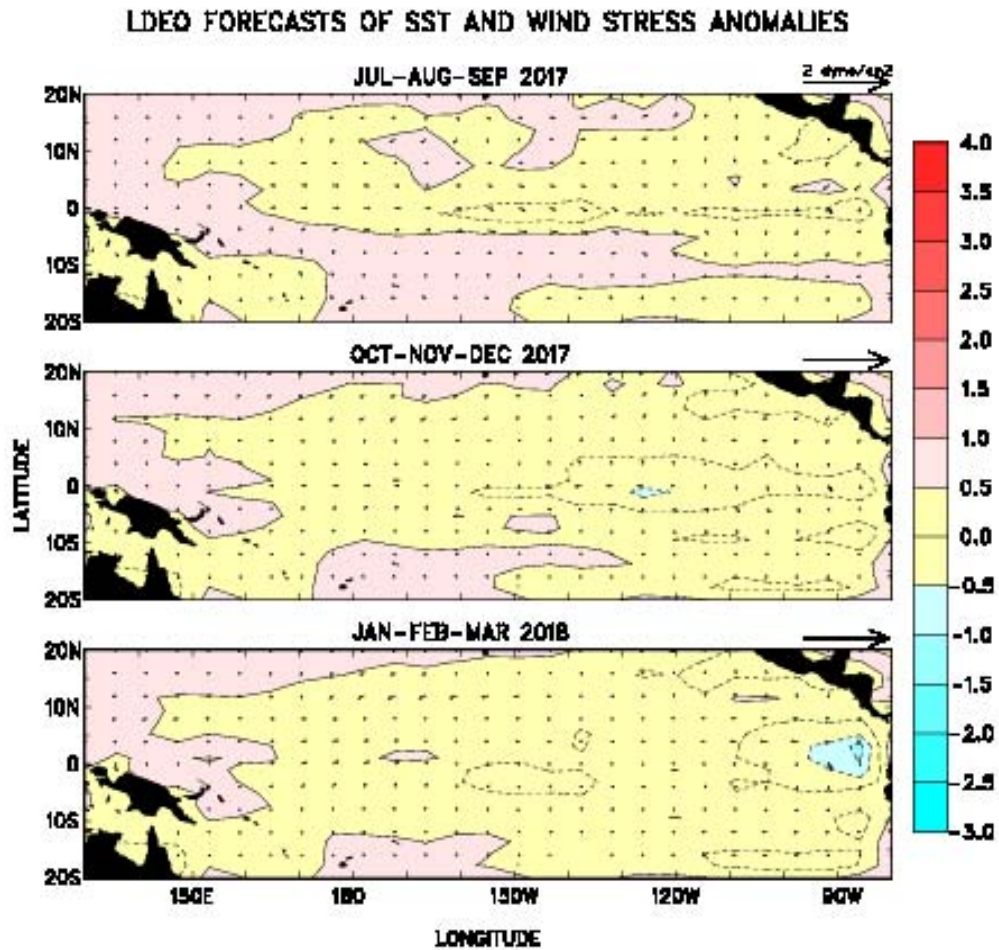 LDEO FORECASTS OF SST AND WIND STRESS ANOMALIES
JUL-AUG-SEP 2017
2 dyne/cm2
20N
10N
0
10S
20S
OCT-NOV-DEC 2017
20N
10N
0
10S
20S
LATITUDE
JAN-FEB-MAR 2018
20N
10N
0
10S
20S
150E
180
150W
120W
90W
LONGITUDE
4.0
3.5
3.0
2.5
2.0
1.5
1.0
0.5
0.0
-0.5
-1.0
-1.5
-2.0
-2.5
-3.0